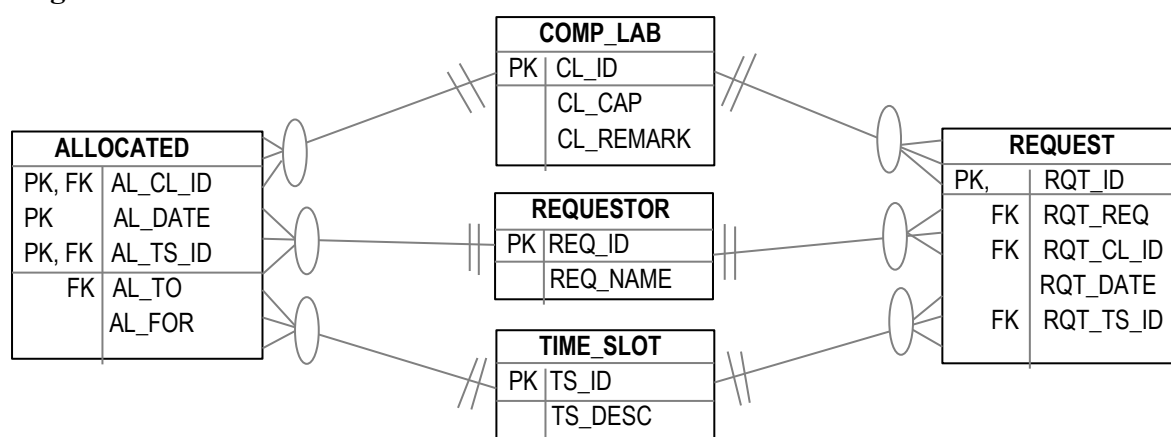 COMP_LAB
PK CL_ID
CL_CAP
CL_REMARK
ALLOCATED
PK, FK AL_CL_ID
PK AL_DATE
PK, FK AL_TS_ID
FK AL_TO
AL_FOR
REQUESTOR
PK REQ_ID
REQ_NAME
TIME_SLOT
PK TS_ID
TS_DESC
REQUEST
PK, RQT_ID
FK RQT_REQ
FK RQT_CL_ID
RQT_DATE
FK RQT_TS_ID